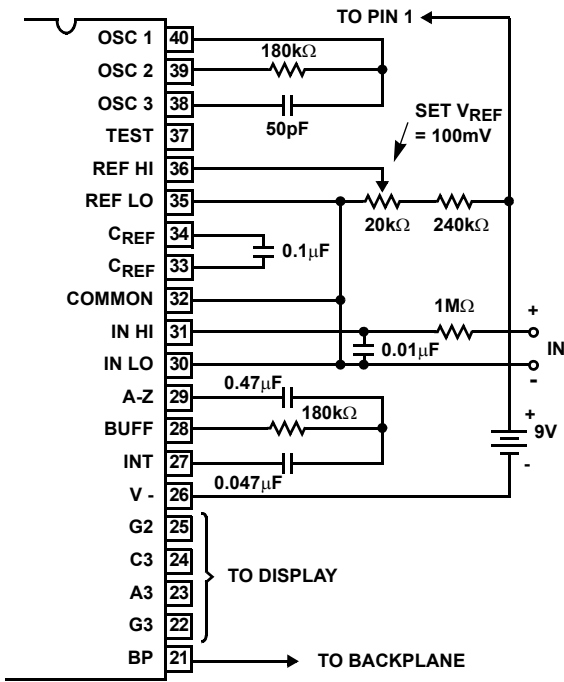 TO PIN 1
OSC 1 40
180kΩ
OSC 2 39
OSC 3 38
50pF
SET VREF
= 100mV
TEST 37
REF HI 36
REF LO 35
20kΩ 240kΩ
CREF 34
0.1µF
CREF 33
COMMON 32
1MΩ
+
IN HI 31
0.01µF
IN
IN LO 30
-
A-Z 29
0.47µF
180kΩ
BUFF 28
+
9V
-
INT 27
0.047µF
V - 26
G2 25
C3 24
TO DISPLAY
A3 23
G3 22
BP 21
TO BACKPLANE